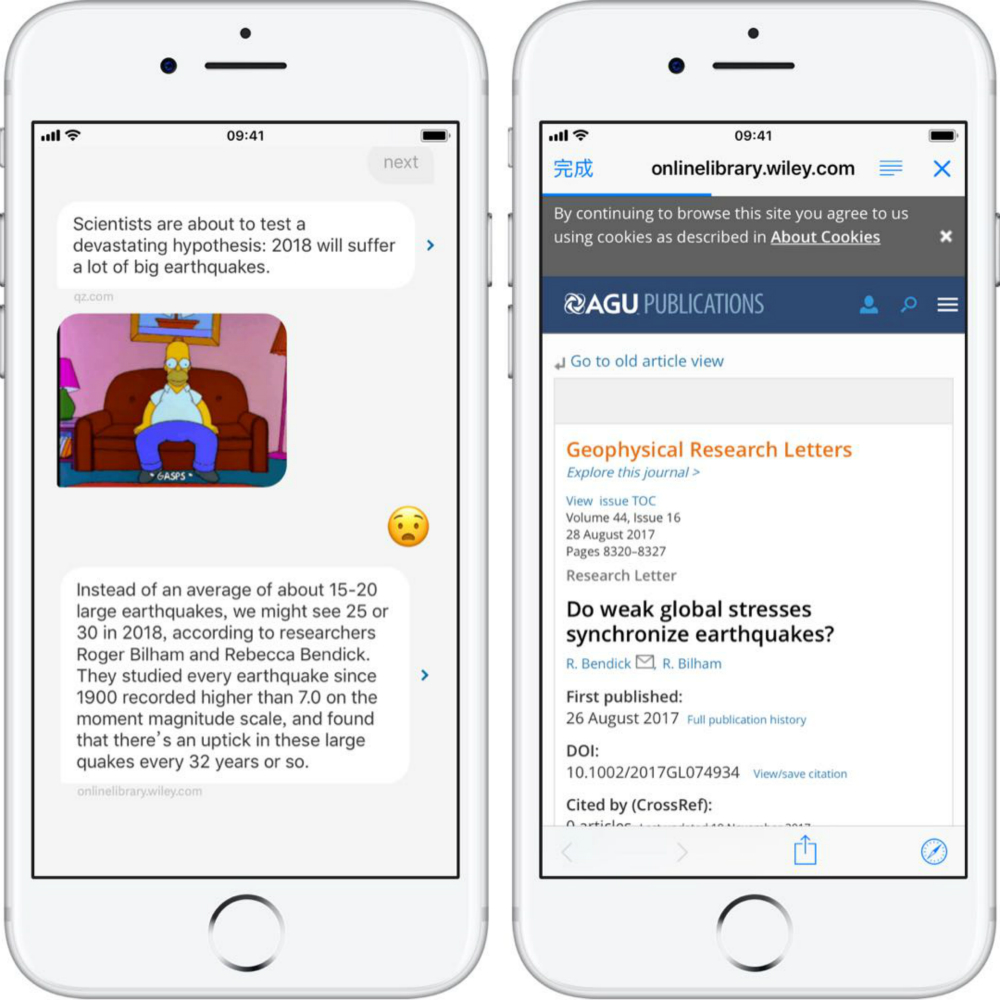 09:41
next
Scientists are about to test a
devastating hypothesis: 2018 will suffer
a lot of big earthquakes.
qz.com
* GASPS *
Instead of an average of about 15-20
large earthquakes, we might see 25 or
30 in 2018, according to researchers
Roger Bilham and Rebecca Bendick.
They studied every earthquake since
1900 recorded higher than 7.0 on the
moment magnitude scale, and found
that there's an uptick in these large
quakes every 32 years or so.
onlinelibrary.wiley.com
09:41
完成 onlinelibrary.wiley.com
By continuing to browse this site you agree to us
using cookies as described in About Cookies
AGU PUBLICATIONS
Go to old article view
Geophysical Research Letters
Explore this journal >
View issue TOC
Volume 44, Issue 16
28 August 2017
Pages 8320–8327
Research Letter
Do weak global stresses
synchronize earthquakes?
R. Bendick, R. Bilham
First published:
26 August 2017 Full publication history
DOI:
10.1002/2017GL074934 View/save citation
Cited by (CrossRef):
0 articles